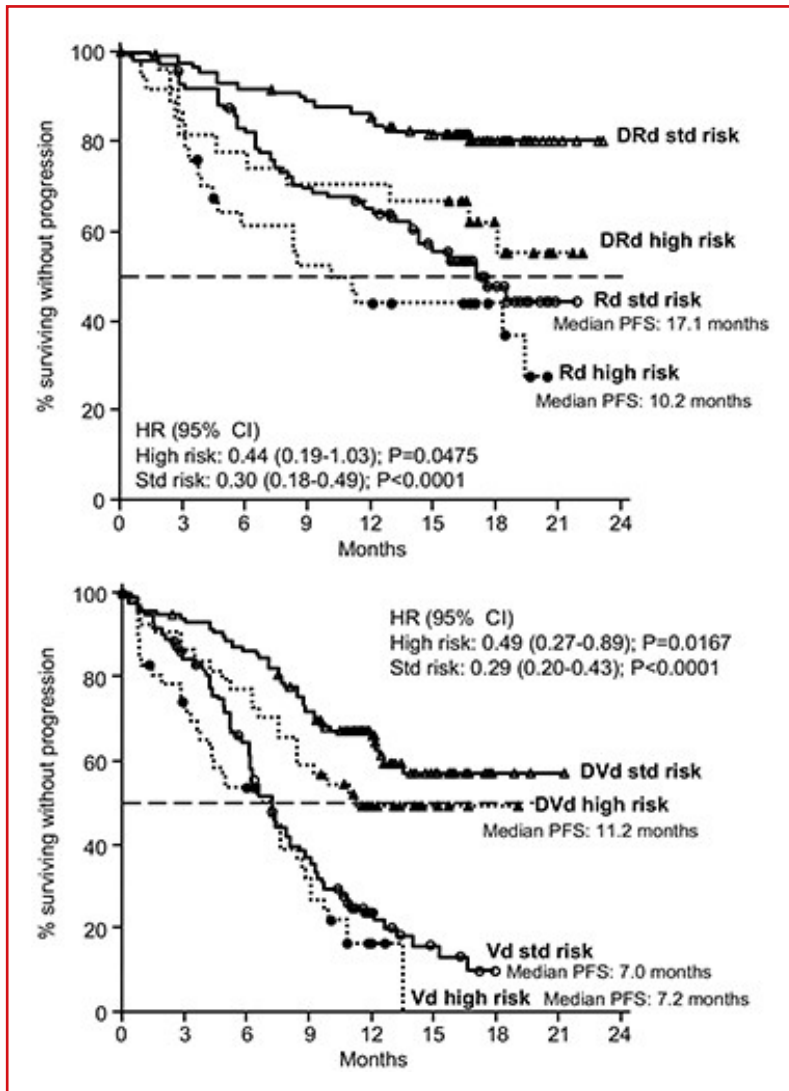 % surviving without progression
100
80
60
40
20
0
DRd std risk
DRd high risk
Rd std risk
Median PFS: 17.1 months
Rd high risk
Median PFS: 10.2 months
HR (95% CI)
High risk: 0.44 (0.19-1.03); P=0.0475
Std risk: 0.30 (0.18-0.49); P<0.0001
0 3 6 9 12 15 18 21 24
Months
% surviving without progression
100
80
60
40
20
0
HR (95% CI)
High risk: 0.49 (0.27-0.89); P=0.0167
Std risk: 0.29 (0.20-0.43); P<0.0001
DVd std risk
DVd high risk
Median PFS: 11.2 months
Vd std risk
Median PFS: 7.0 months
Vd high risk Median PFS: 7.2 months
0 3 6 9 12 15 18 21 24
Months